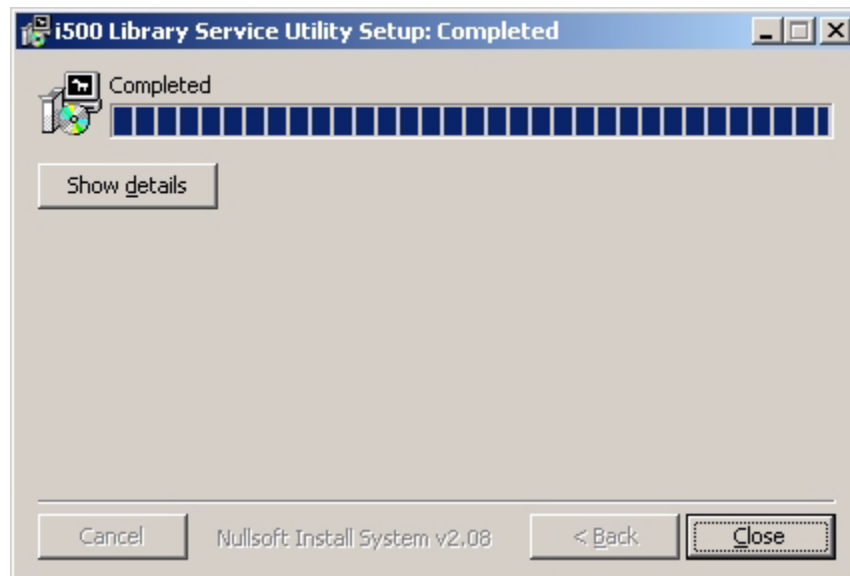 i500 Library Service Utility Setup: Completed
Completed
Show details
Cancel
Nullsoft Install System v2.08
< Back
Close